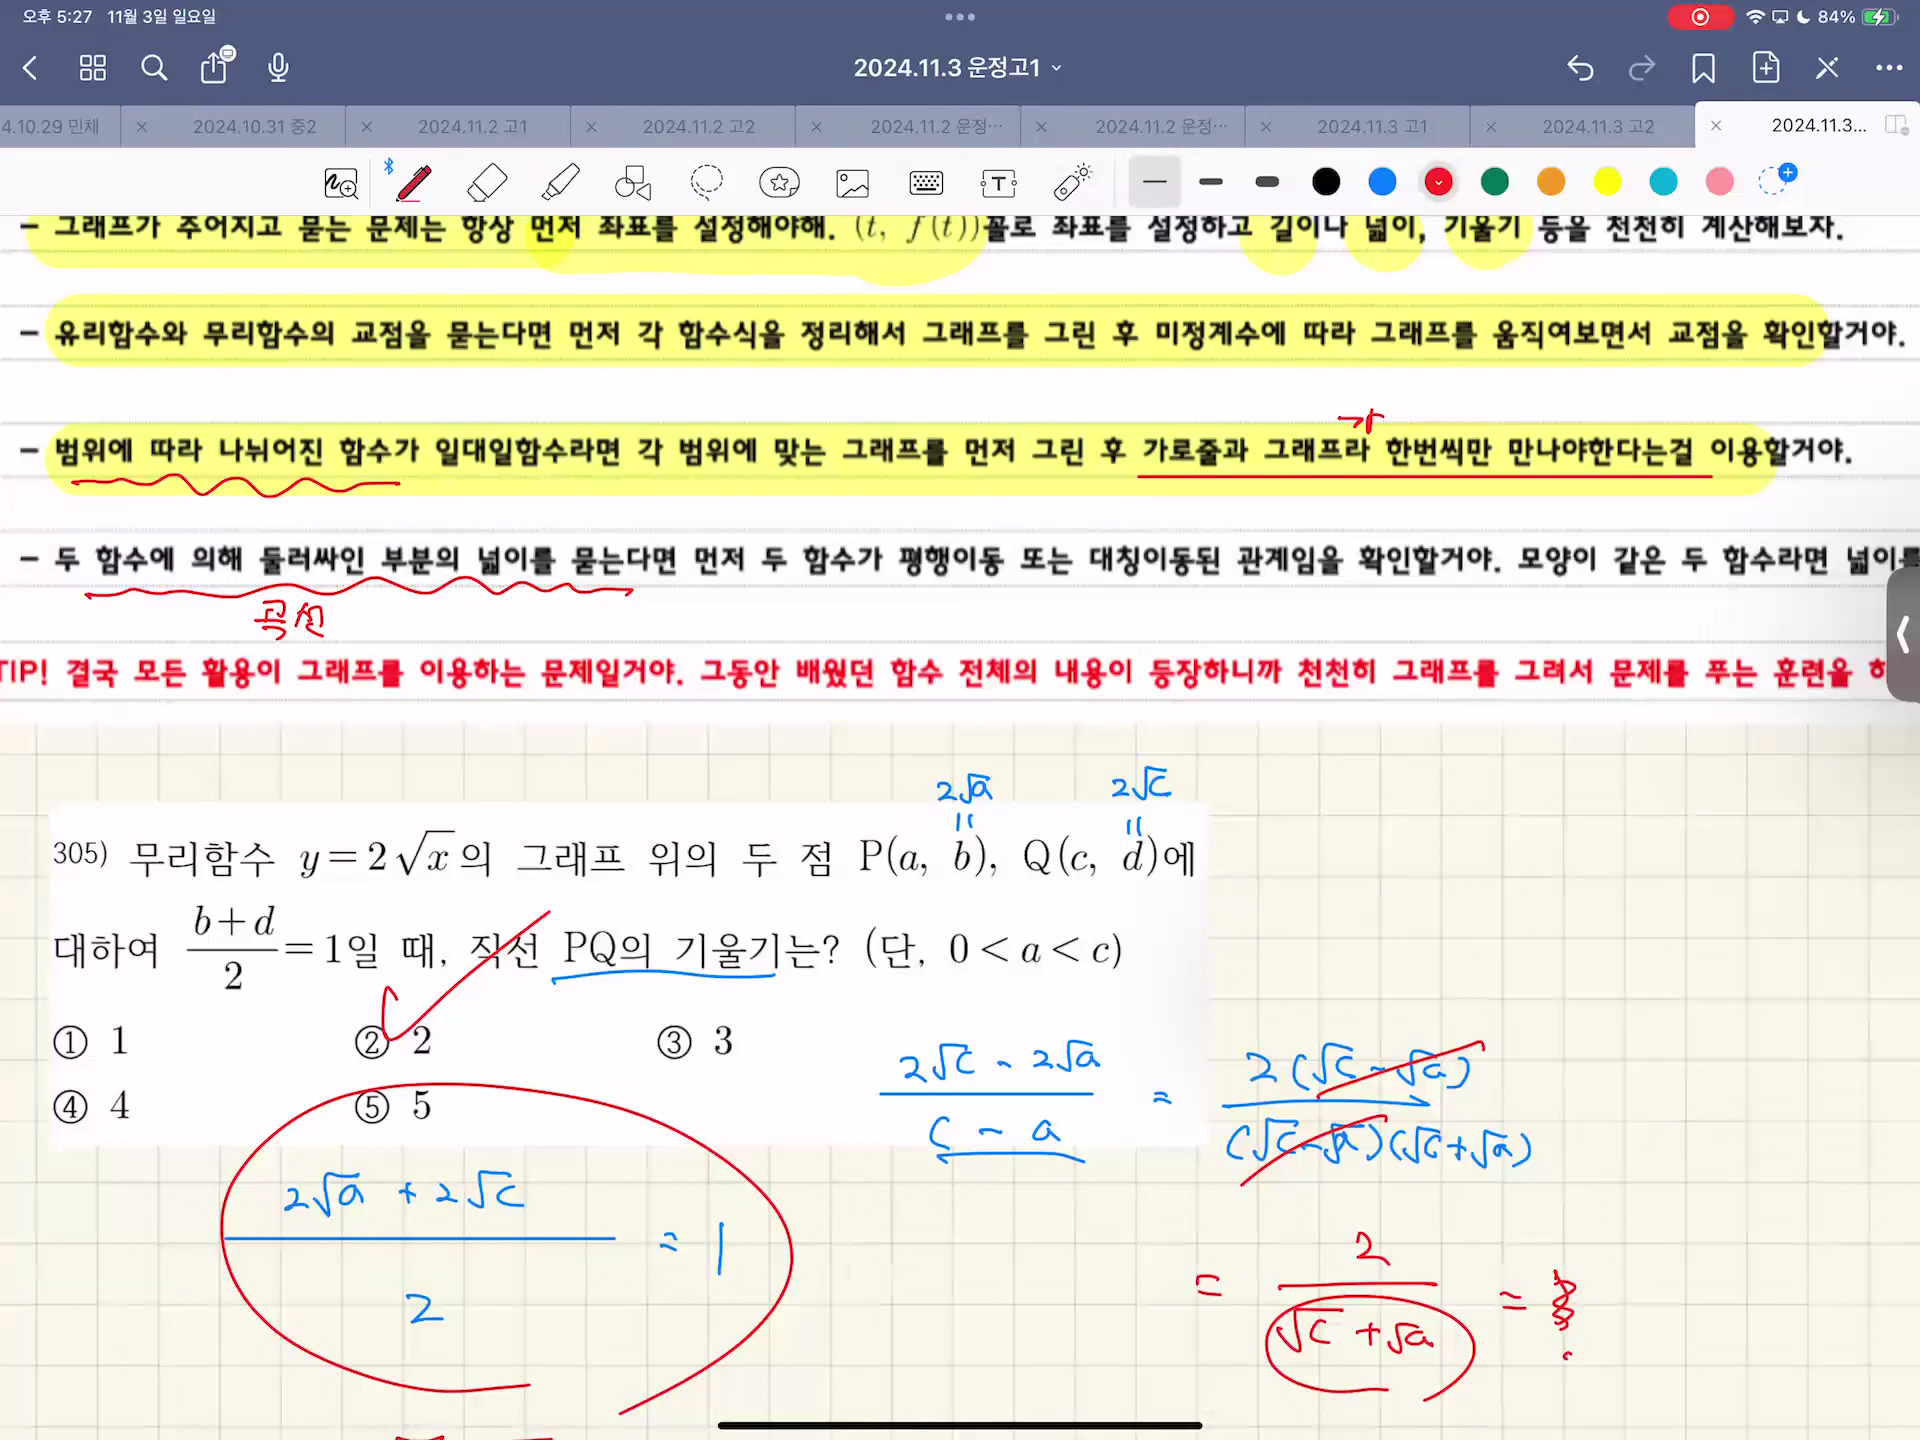 오후 5:27 11월 3일 일요일
84%
2024.11.3 운정고1
4.10.29 민채
2024.10.31 중2
2024.11.2 고1
2024.11.2 고2
2024.11.2 운정…
2024.11.2 운정…
2024.11.3 고1
2024.11.3 고2
2024.11.3...
- 그래프가 주어지고 묻는 문제는 항상 먼저 좌표를 설정해야해. (t, f(t))꼴로 좌표를 설정하고 길이나 넓이, 기울기 등을 천천히 계산해보자.
- 유리함수와 무리함수의 교점을 묻는다면 먼저 각 함수식을 정리해서 그래프를 그린 후 미정계수에 따라 그래프를 움직여보면서 교점을 확인할거야.
가
- 범위에 따라 나뉘어진 함수가 일대일함수라면 각 범위에 맞는 그래프를 먼저 그린 후 가로줄과 그래프라 한번씩만 만나야한다는걸 이용할거야.
- 두 함수에 의해 둘러싸인 부분의 넓이를 묻는다면 먼저 두 함수가 평행이동 또는 대칭이동된 관계임을 확인할거야. 모양이 같은 두 함수라면 넓이를
곡선
TIP! 결국 모든 활용이 그래프를 이용하는 문제일거야. 그동안 배웠던 함수 전체의 내용이 등장하니까 천천히 그래프를 그려서 문제를 푸는 훈련을 하
2√a 2√c
= =
305) 무리함수 y=2√x의 그래프 위의 두 점 P(a, b), Q(c, d)에
대하여 (b+d)/2=1일 때, 직선 PQ의 기울기는? (단, 0<a<c)
① 1 ② 2 ③ 3
④ 4 ⑤ 5
(2√c - 2√a)/(c - a) = 2(√c-√a)/(√c-√a)(√c+√a)
(2√a + 2√c)/2 = 1
= 2/(√c+√a) =